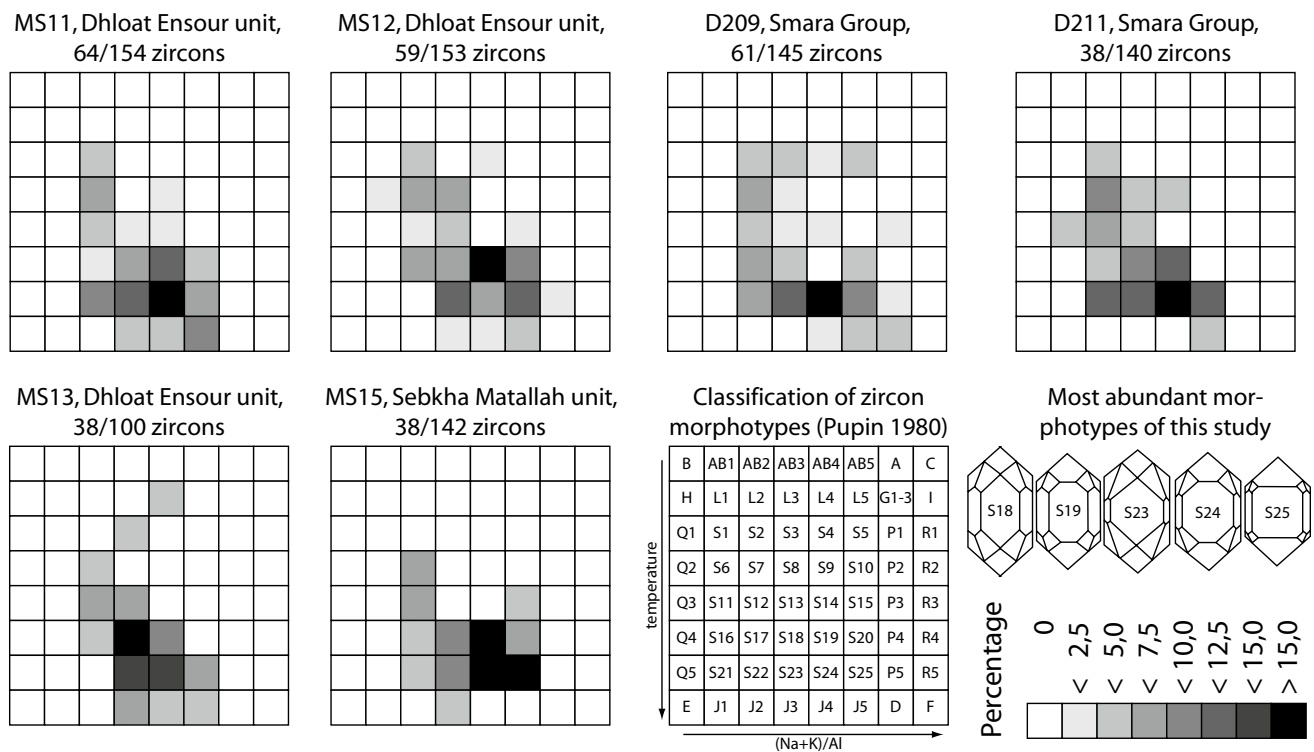 MS11, Dhloat Ensour unit,
64/154 zircons
MS12, Dhloat Ensour unit,
59/153 zircons
D209, Smara Group,
61/145 zircons
D211, Smara Group,
38/140 zircons
MS13, Dhloat Ensour unit,
38/100 zircons
MS15, Sebkha Matallah unit,
38/142 zircons
Classification of zircon
morphotypes (Pupin 1980)
B AB1 AB2 AB3 AB4 AB5 A C
H L1 L2 L3 L4 L5 G1-3 I
Q1 S1 S2 S3 S4 S5 P1 R1
Q2 S6 S7 S8 S9 S10 P2 R2
Q3 S11 S12 S13 S14 S15 P3 R3
Q4 S16 S17 S18 S19 S20 P4 R4
Q5 S21 S22 S23 S24 S25 P5 R5
E J1 J2 J3 J4 J5 D F
temperature
(Na+K)/Al
Most abundant mor-
photypes of this study
S18 S19 S23 S24 S25
Percentage
0
< 2,5
< 5,0
< 7,5
< 10,0
< 12,5
< 15,0
> 15,0